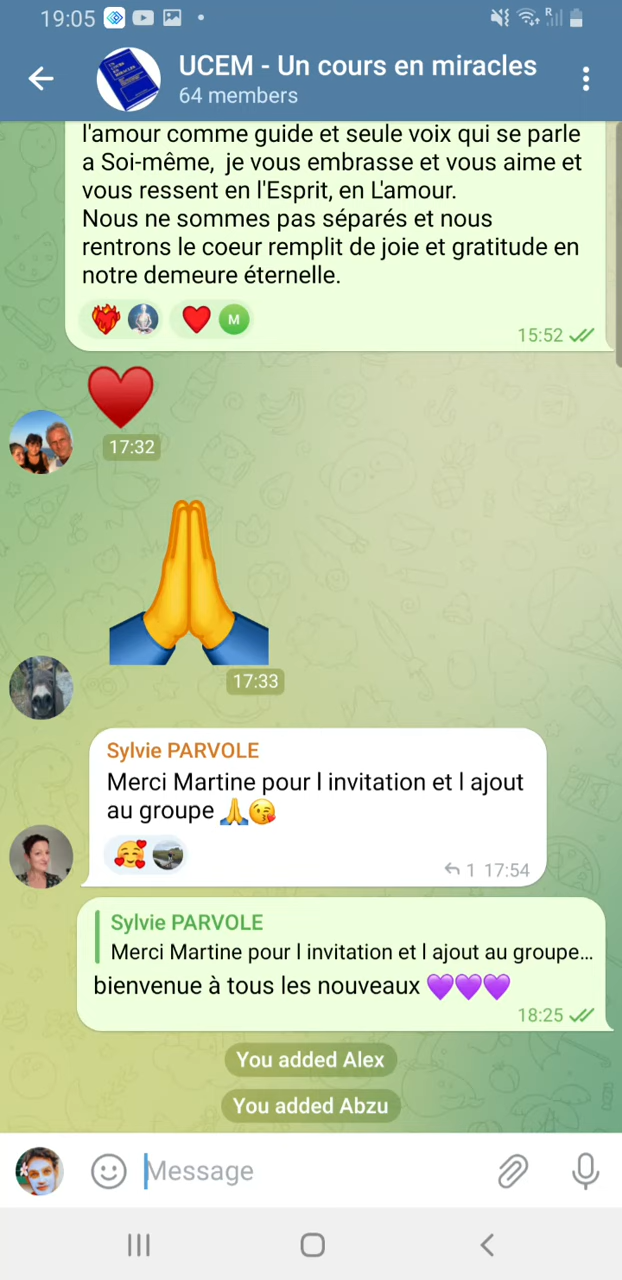 19:05
R
UCEM - Un cours en miracles
64 members
l'amour comme guide et seule voix qui se parle
a Soi-même, je vous embrasse et vous aime et
vous ressent en l'Esprit, en L'amour.
Nous ne sommes pas séparés et nous
rentrons le coeur remplit de joie et gratitude en
notre demeure éternelle.
M
15:52
17:32
17:33
Sylvie PARVOLE
Merci Martine pour l invitation et l ajout
au groupe 🙏😘
1 17:54
Sylvie PARVOLE
Merci Martine pour l invitation et l ajout au groupe...
bienvenue à tous les nouveaux 💜💜💜
18:25
You added Alex
You added Abzu
Message